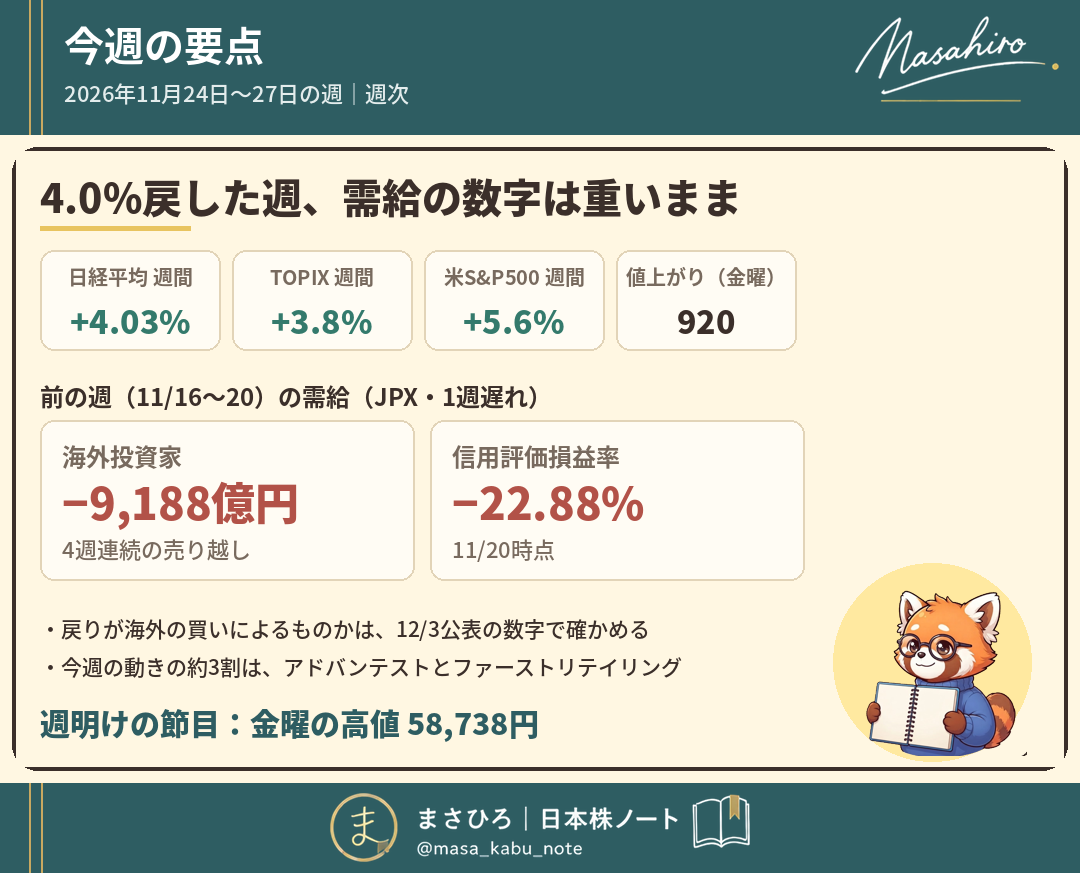 今週の要点
2026年11月24日〜27日の週｜週次
Masahiro
4.0%戻した週、需給の数字は重いまま
日経平均 週間
+4.03%
TOPIX 週間
+3.8%
米S&P500 週間
+5.6%
値上がり（金曜）
920
前の週（11/16〜20）の需給（JPX・1週遅れ）
海外投資家
−9,188億円
4週連続の売り越し
信用評価損益率
−22.88%
11/20時点
・戻りが海外の買いによるものかは、12/3公表の数字で確かめる
・今週の動きの約3割は、アドバンテストとファーストリテイリング
週明けの節目：金曜の高値 58,738円
ま
まさひろ｜日本株ノート
@masa_kabu_note